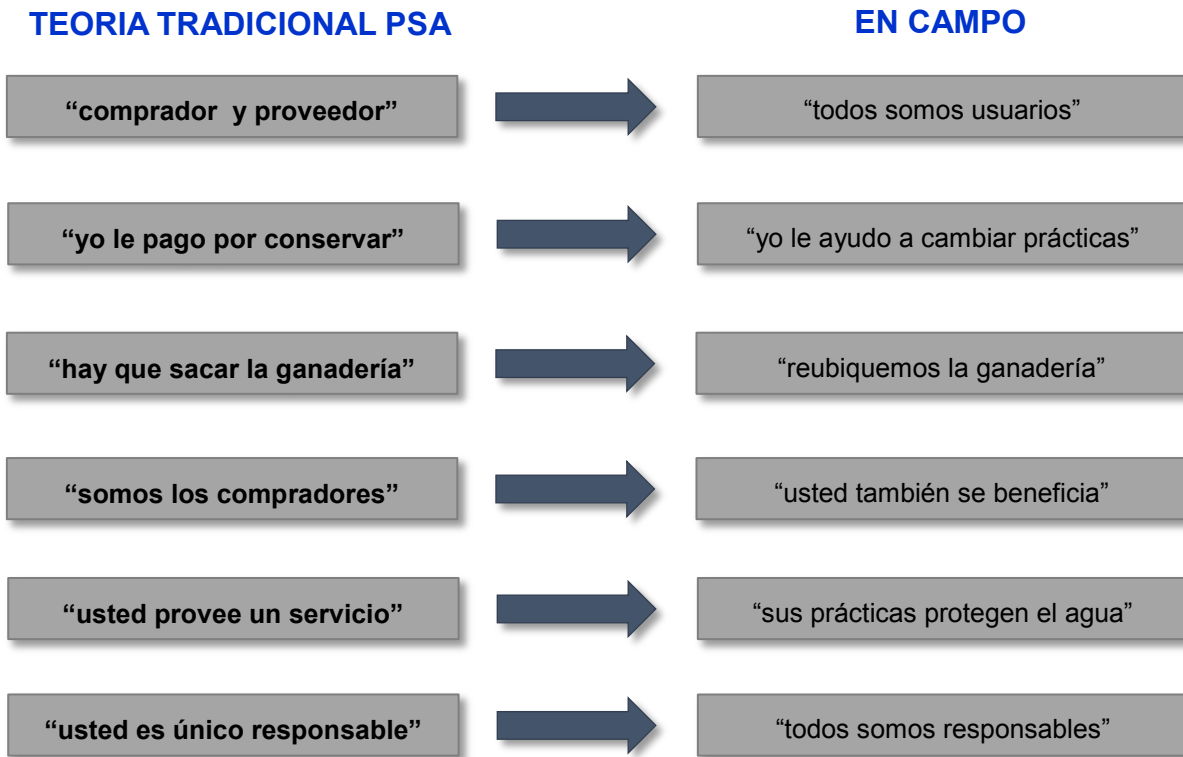 TEORIA TRADICIONAL PSA
EN CAMPO
“comprador y proveedor”
“todos somos usuarios”
“yo le pago por conservar”
“yo le ayudo a cambiar prácticas”
“hay que sacar la ganadería”
“reubiquemos la ganadería”
“somos los compradores”
“usted también se beneficia”
“usted provee un servicio”
“sus prácticas protegen el agua”
“usted es único responsable”
“todos somos responsables”